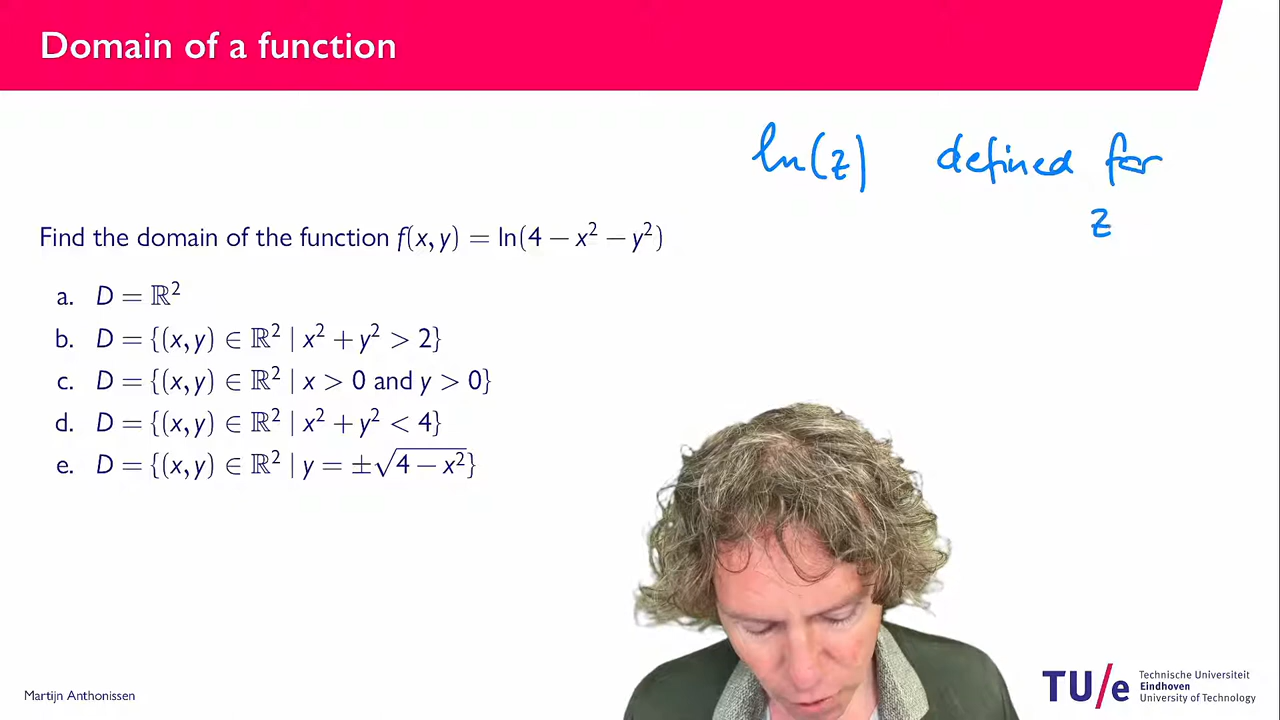 Domain of a function
ln(z) defined for
z
Find the domain of the function f(x, y) = ln(4 − x² − y²)
a. D = ℝ²
b. D = {(x, y) ∈ ℝ² | x² + y² > 2}
c. D = {(x, y) ∈ ℝ² | x > 0 and y > 0}
d. D = {(x, y) ∈ ℝ² | x² + y² < 4}
e. D = {(x, y) ∈ ℝ² | y = ±√(4 − x²)}
Martijn Anthonissen
TU/e
Technische Universiteit
Eindhoven
University of Technology